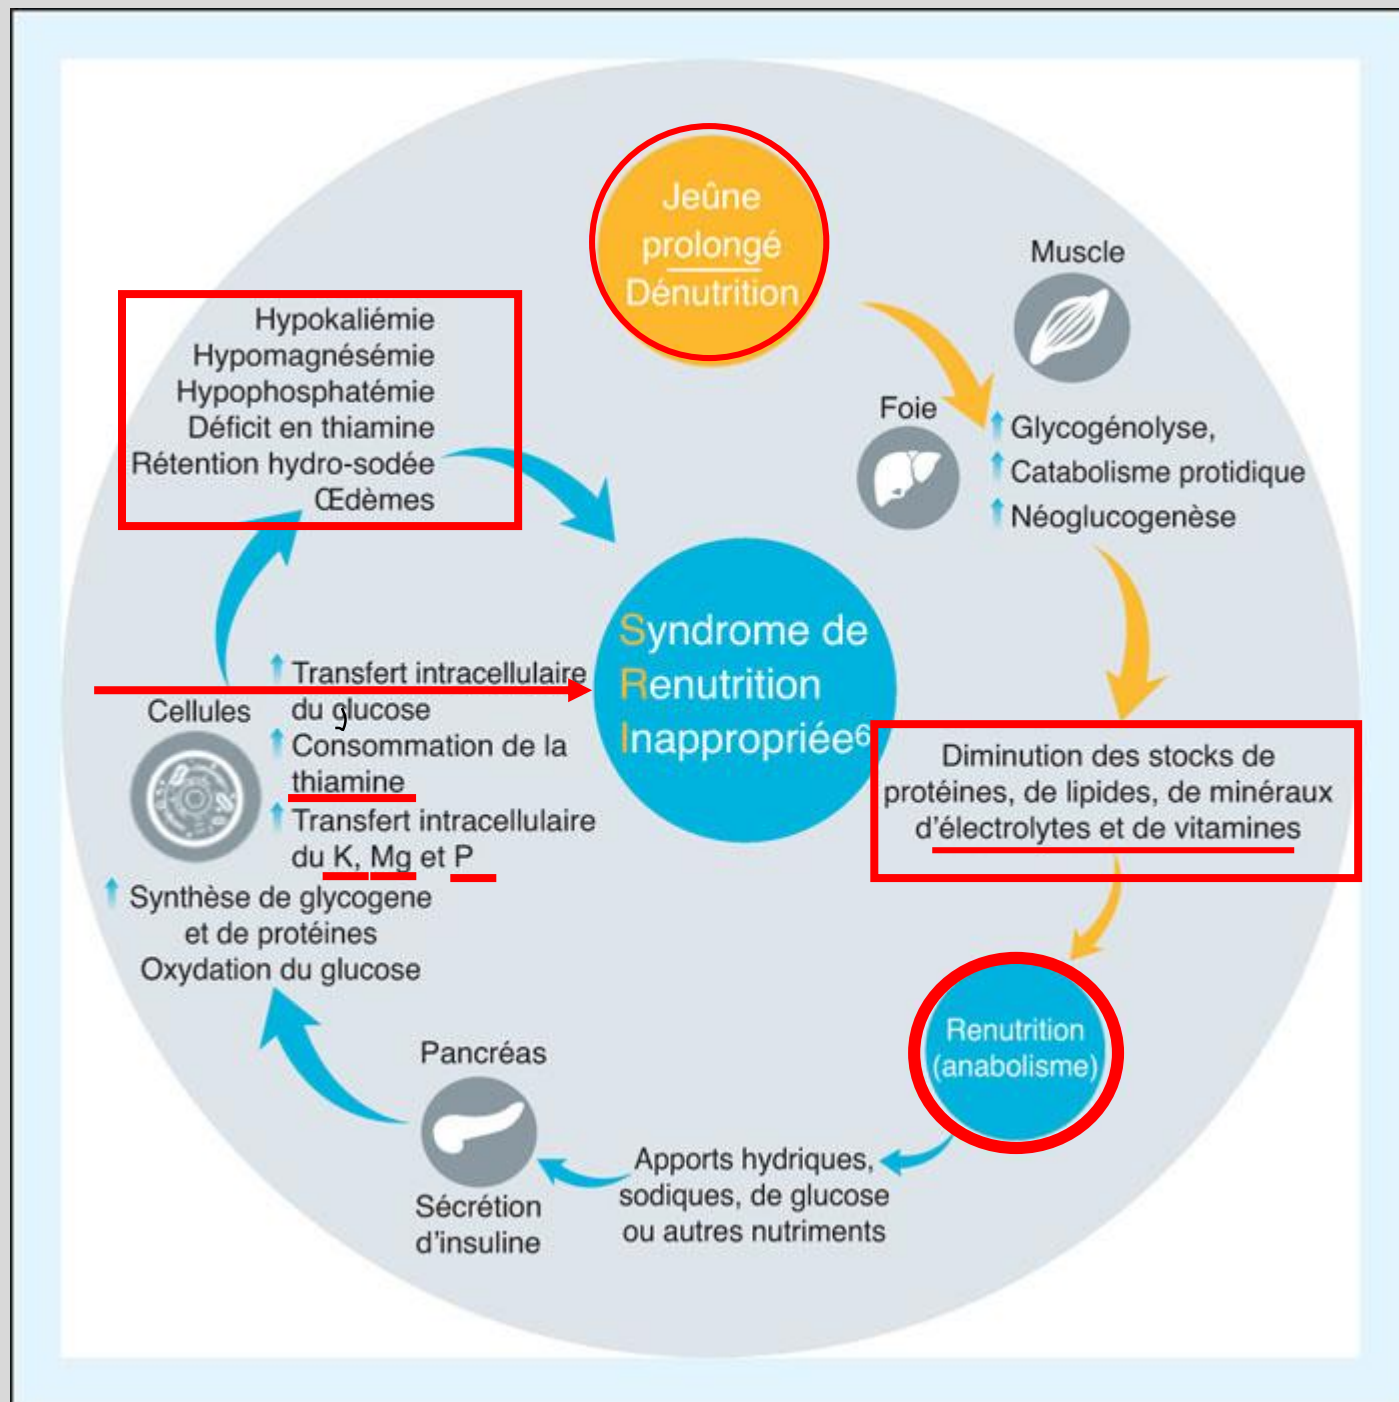 Jeûne
prolongé
Dénutrition
Muscle
Foie
Glycogénolyse,
Catabolisme protidique
Néoglucogenèse
Diminution des stocks de
protéines, de lipides, de minéraux
d'électrolytes et de vitamines
Renutrition
(anabolisme)
Apports hydriques,
sodiques, de glucose
ou autres nutriments
Pancréas
Sécrétion
d'insuline
Cellules
Transfert intracellulaire
du glucose
Consommation de la
thiamine
Transfert intracellulaire
du K, Mg et P
Synthèse de glycogene
et de protéines
Oxydation du glucose
Hypokaliémie
Hypomagnésémie
Hypophosphatémie
Déficit en thiamine
Rétention hydro-sodée
Œdèmes
Syndrome de
Renutrition
Inappropriée⁶